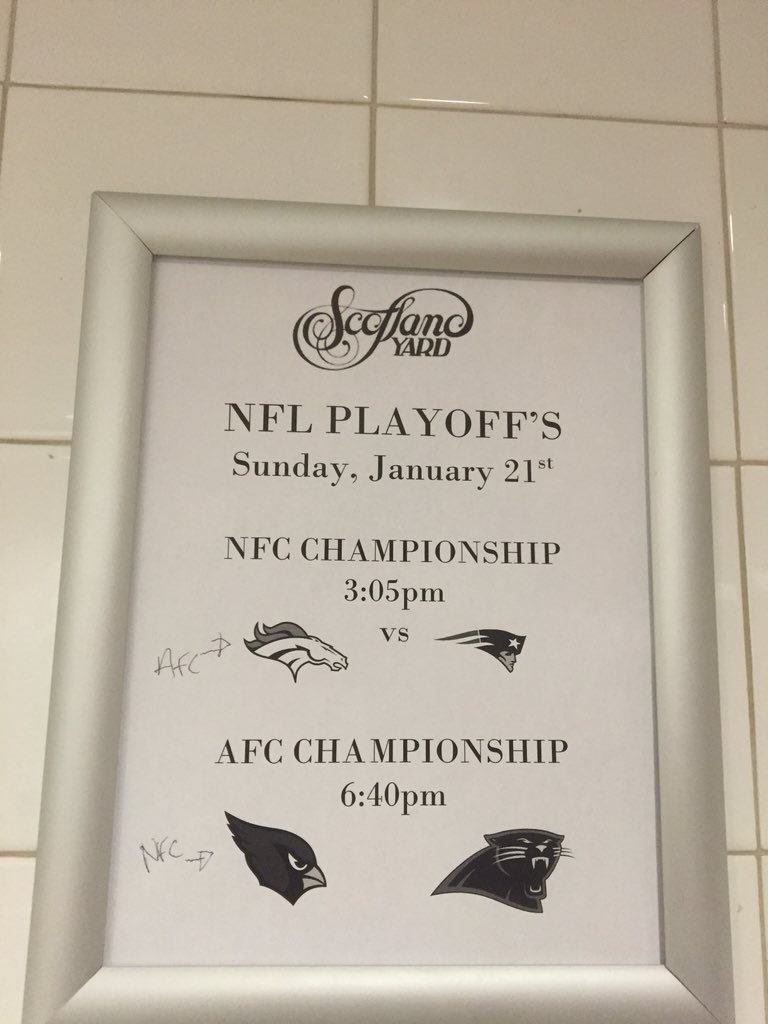 Scotland
YARD
NFL PLAYOFF'S
Sunday, January 21st
NFC CHAMPIONSHIP
3:05pm
vs
AFC
AFC CHAMPIONSHIP
6:40pm
NFC